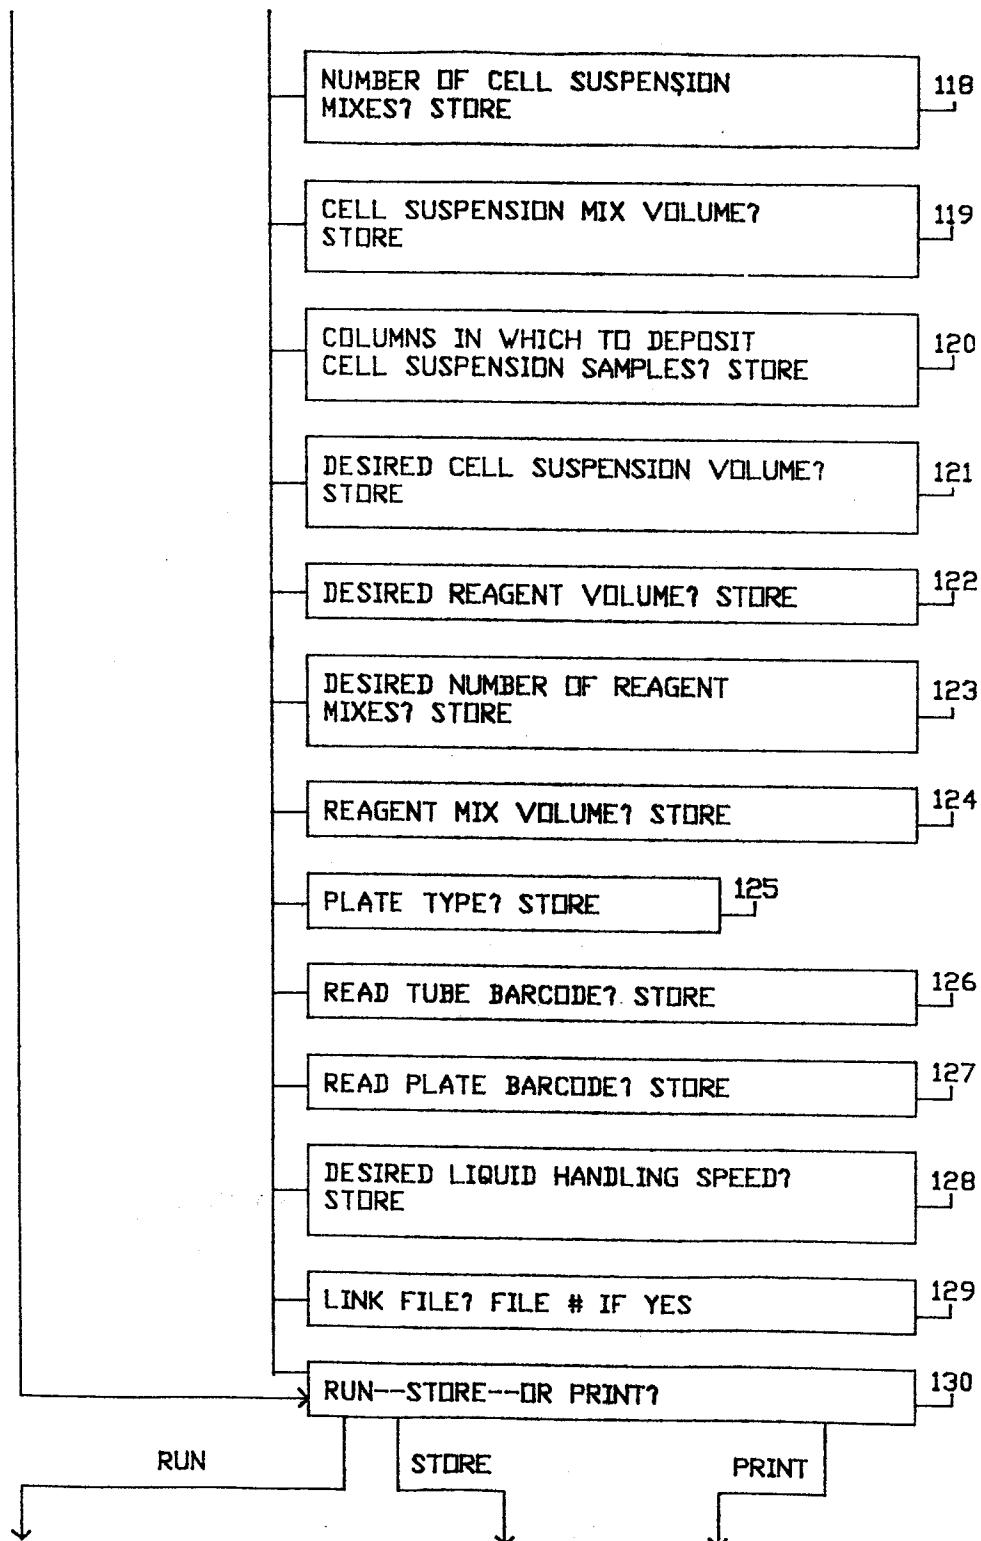 NUMBER OF CELL SUSPENSION
MIXES? STORE
118
CELL SUSPENSION MIX VOLUME?
STORE
119
COLUMNS IN WHICH TO DEPOSIT
CELL SUSPENSION SAMPLES? STORE
120
DESIRED CELL SUSPENSION VOLUME?
STORE
121
DESIRED REAGENT VOLUME? STORE
122
DESIRED NUMBER OF REAGENT
MIXES? STORE
123
REAGENT MIX VOLUME? STORE
124
PLATE TYPE? STORE
125
READ TUBE BARCODE? STORE
126
READ PLATE BARCODE? STORE
127
DESIRED LIQUID HANDLING SPEED?
STORE
128
LINK FILE? FILE # IF YES
129
RUN--STORE--OR PRINT?
130
RUN
STORE
PRINT